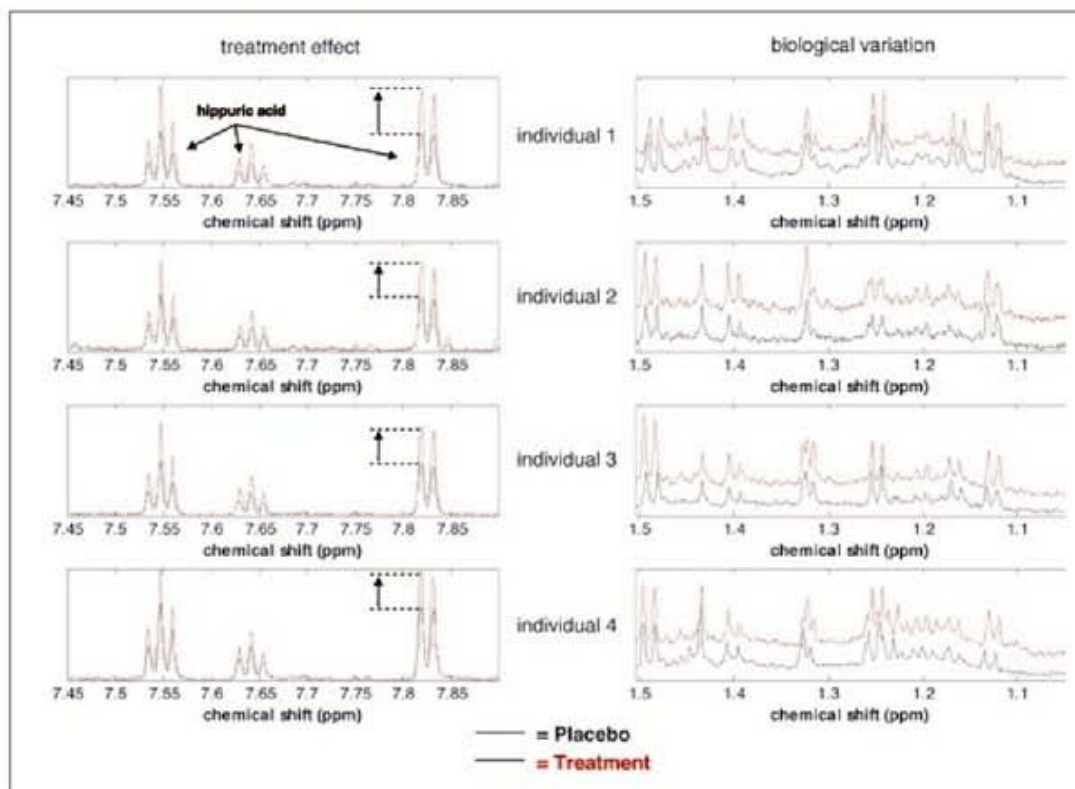 treatment effect
biological variation
hippuric acid
individual 1
7.45 7.5 7.55 7.6 7.65 7.7 7.75 7.8 7.85
chemical shift (ppm)
1.5 1.4 1.3 1.2 1.1
chemical shift (ppm)
individual 2
7.45 7.5 7.55 7.6 7.65 7.7 7.75 7.8 7.85
chemical shift (ppm)
1.5 1.4 1.3 1.2 1.1
chemical shift (ppm)
individual 3
7.45 7.5 7.55 7.6 7.65 7.7 7.75 7.8 7.85
chemical shift (ppm)
1.5 1.4 1.3 1.2 1.1
chemical shift (ppm)
individual 4
7.45 7.5 7.55 7.6 7.65 7.7 7.75 7.8 7.85
chemical shift (ppm)
1.5 1.4 1.3 1.2 1.1
chemical shift (ppm)
= Placebo
= Treatment